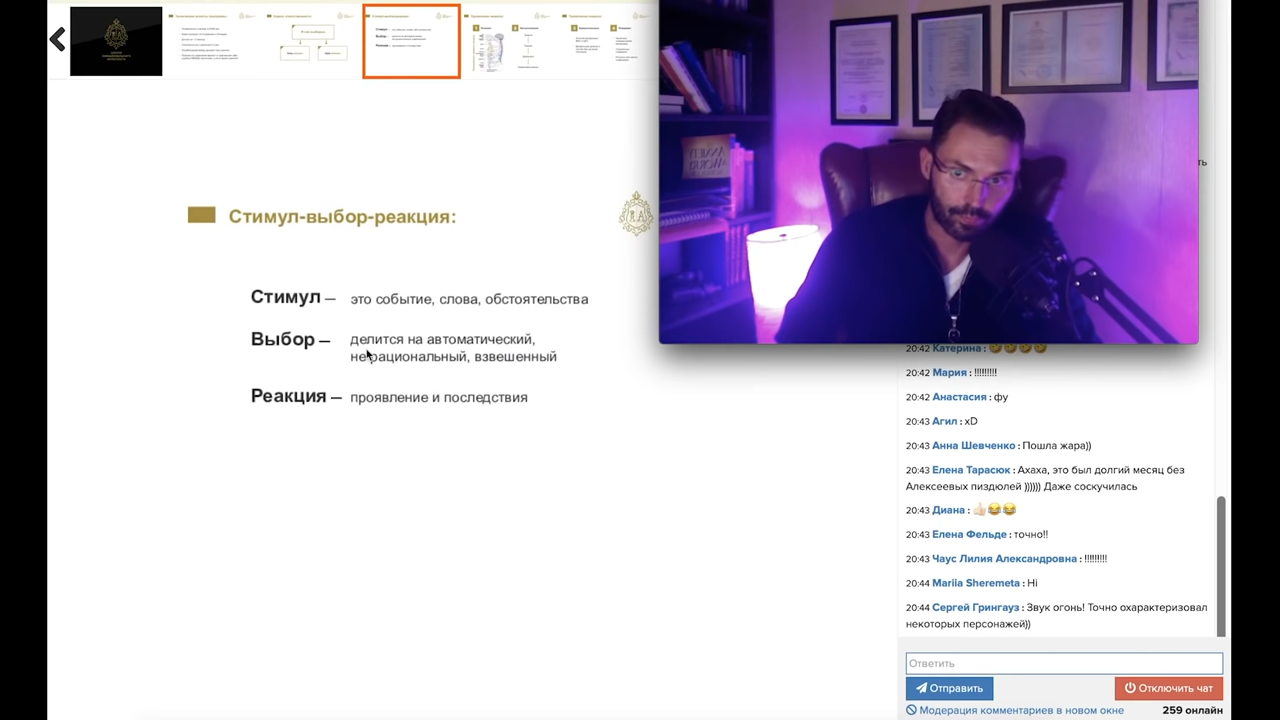 Стимул-выбор-реакция:
Стимул – это событие, слова, обстоятельства
Выбор – делится на автоматический,
нерациональный, взвешенный
Реакция – проявление и последствия
ть
20:42 Катерина : 🤣🤣🤣🤣
20:42 Мария : !!!!!!!!!
20:42 Анастасия : фу
20:43 Агил : xD
20:43 Анна Шевченко : Пошла жара))
20:43 Елена Тарасюк : Ахаха, это был долгий месяц без
Алексеевых пиздюлей )))))) Даже соскучилась
20:43 Диана : 👍🏻😂😂
20:43 Елена Фельде : точно!!
20:43 Чаус Лилия Александровна : !!!!!!!!!
20:44 Mariia Sheremeta : Hi
20:44 Сергей Грингауз : Звук огонь! Точно охарактеризовал
некоторых персонажей))
Ответить
Отправить
Отключить чат
Модерация комментариев в новом окне
259 онлайн